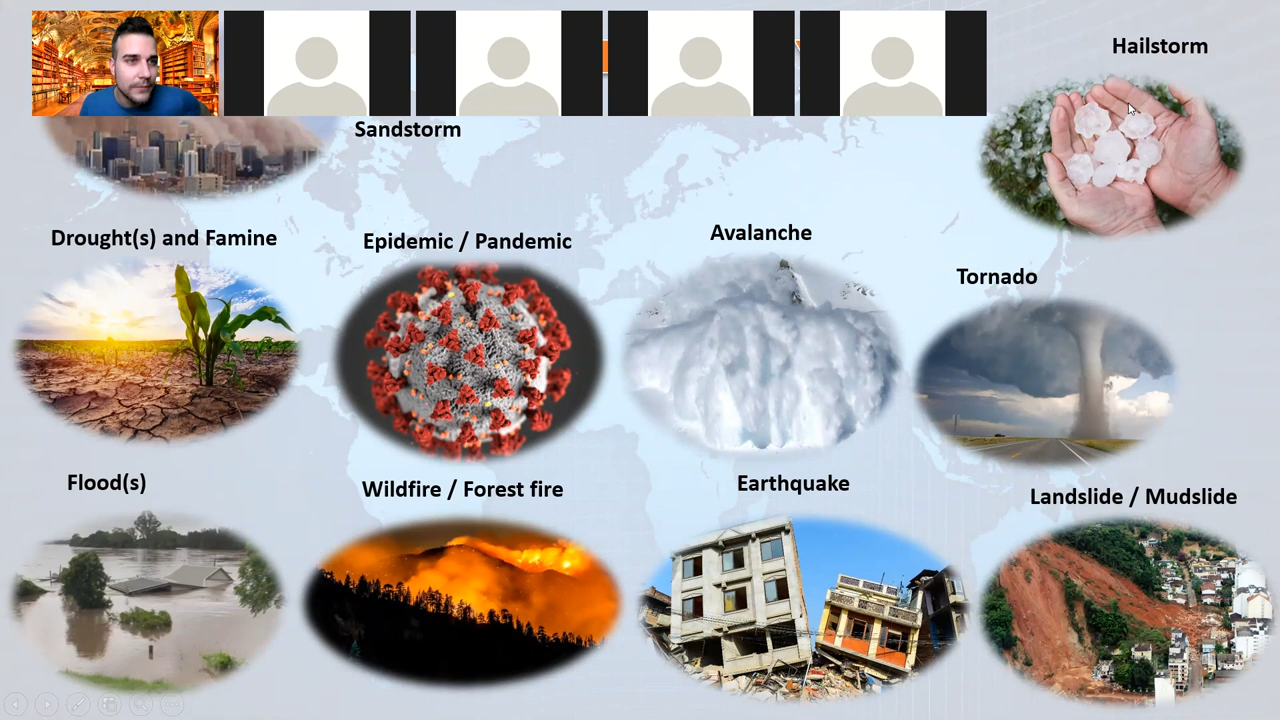 Hailstorm
Sandstorm
Drought(s) and Famine
Epidemic / Pandemic
Avalanche
Tornado
Flood(s)
Wildfire / Forest fire
Earthquake
Landslide / Mudslide